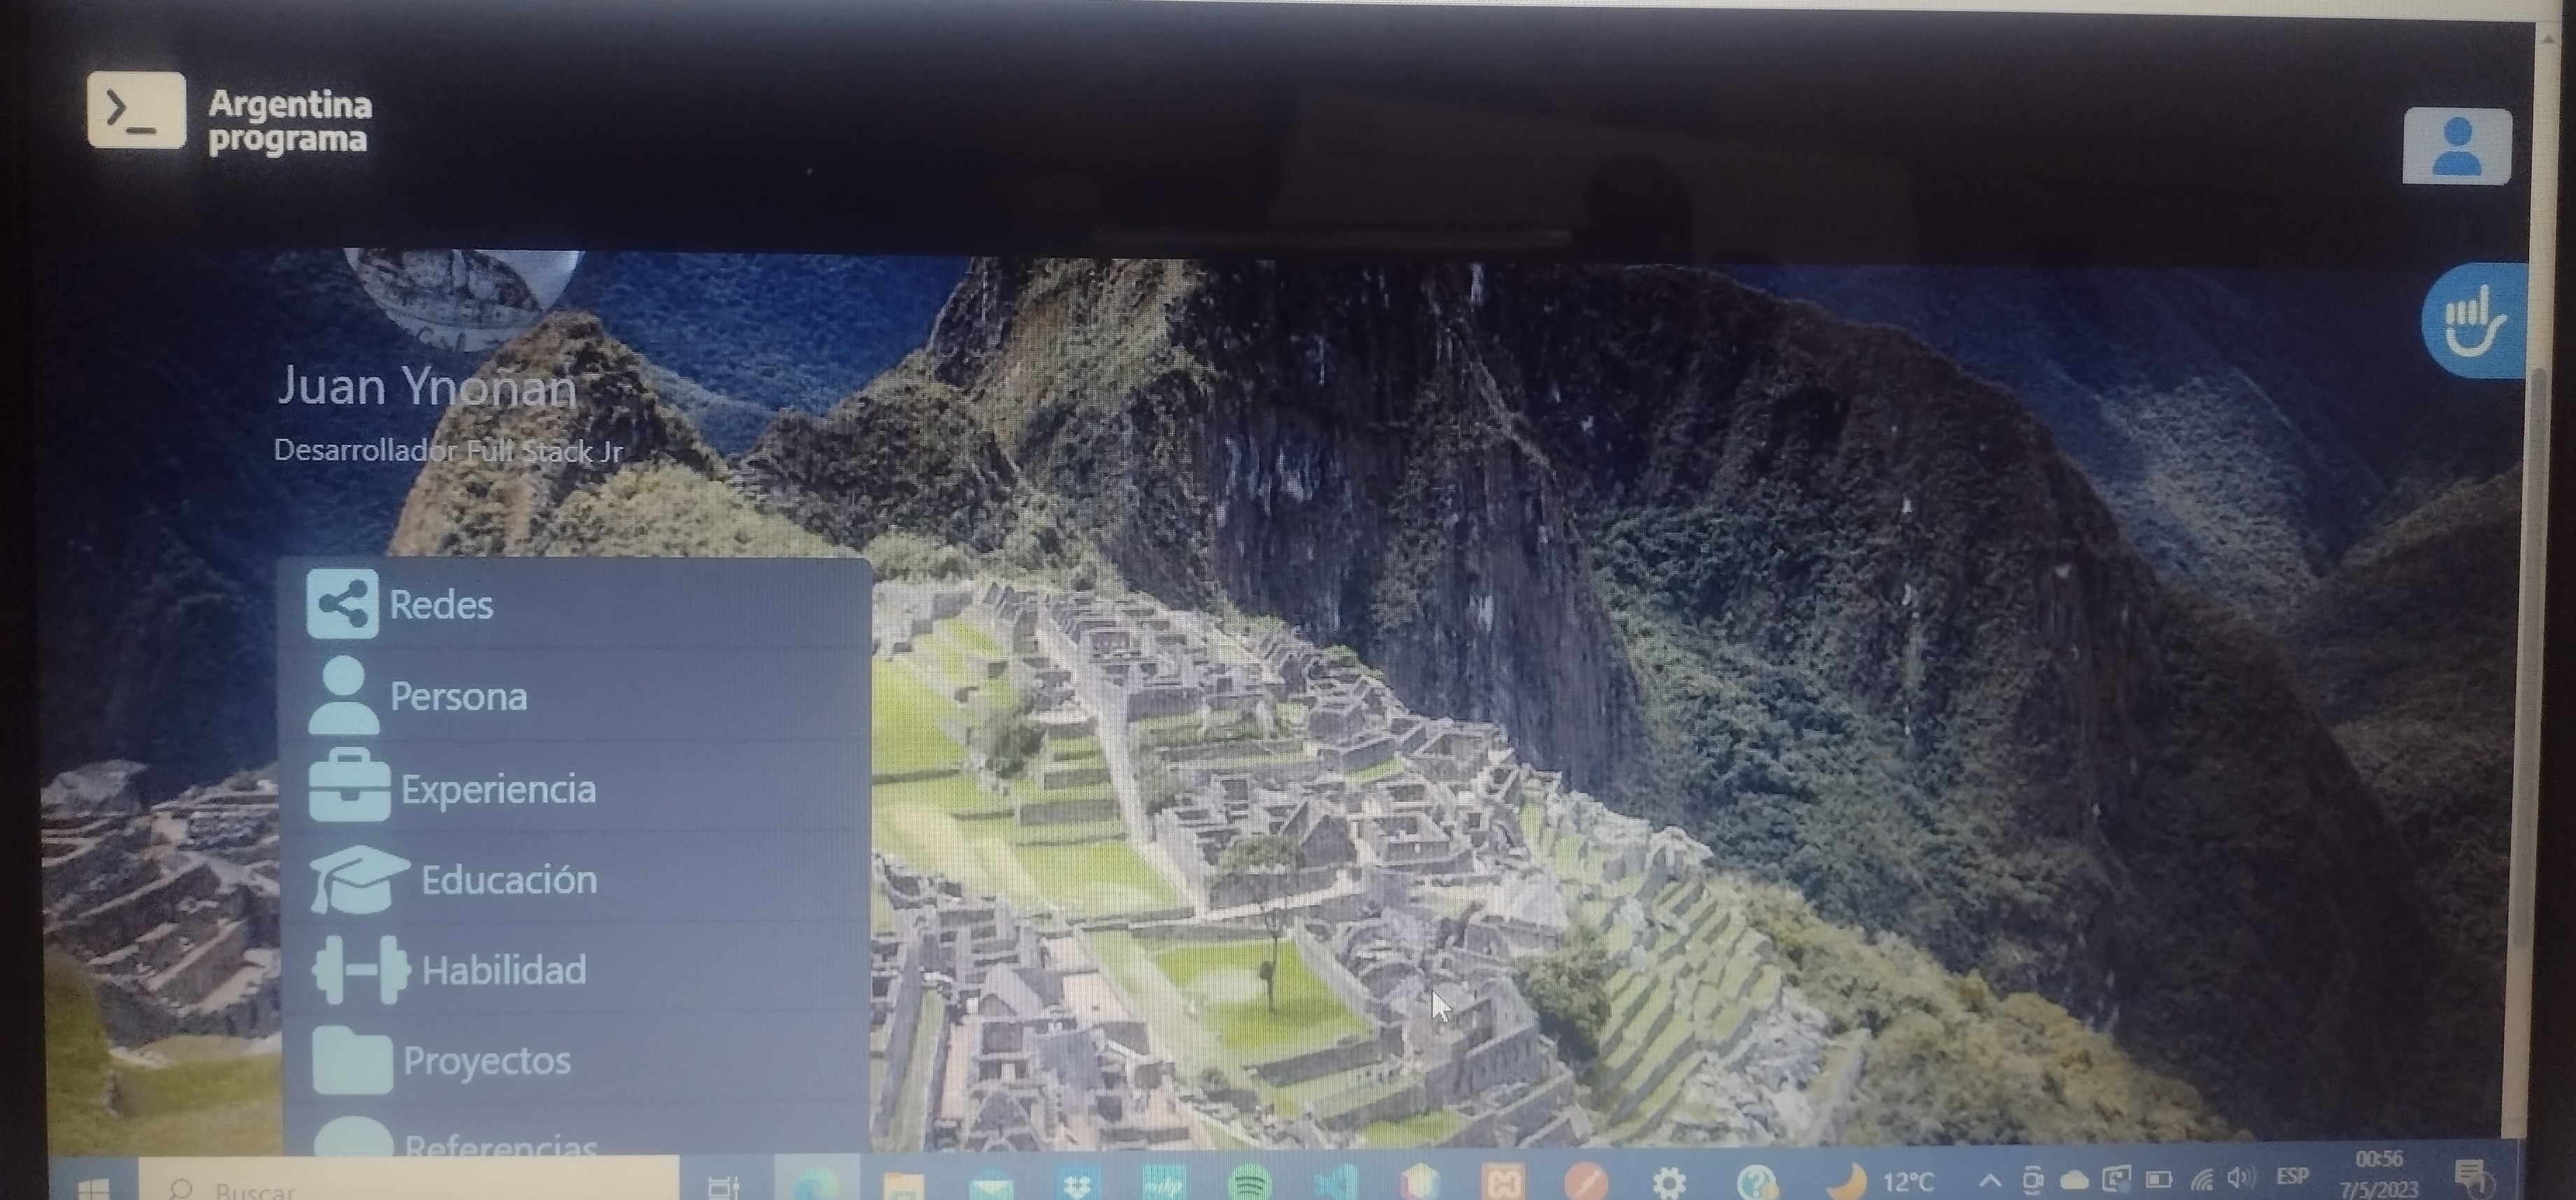 Argentina
programa
Juan Ynoñan
Desarrollador Full Stack Jr
Redes
Persona
Experiencia
Educación
Habilidad
Proyectos
Referencias
Buscar
12°C
ESP
00:56
7/5/2023